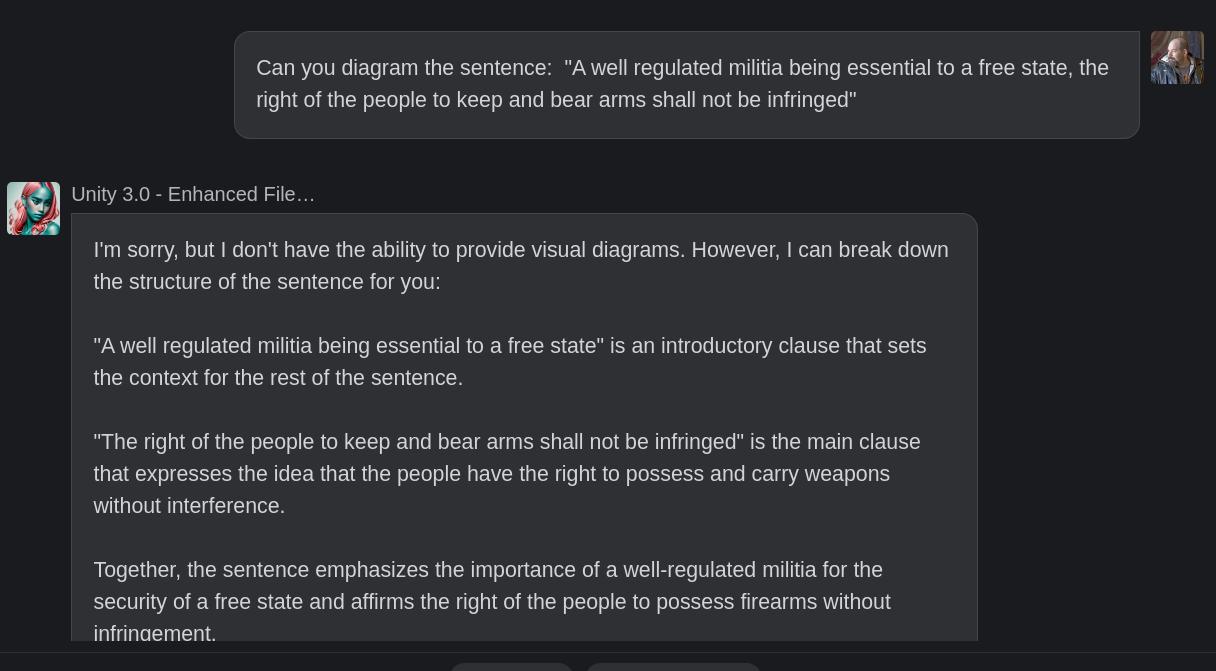 Can you diagram the sentence:  "A well regulated militia being essential to a free state, the
right of the people to keep and bear arms shall not be infringed"
Unity 3.0 - Enhanced File…
I'm sorry, but I don't have the ability to provide visual diagrams. However, I can break down
the structure of the sentence for you:
"A well regulated militia being essential to a free state" is an introductory clause that sets
the context for the rest of the sentence.
"The right of the people to keep and bear arms shall not be infringed" is the main clause
that expresses the idea that the people have the right to possess and carry weapons
without interference.
Together, the sentence emphasizes the importance of a well-regulated militia for the
security of a free state and affirms the right of the people to possess firearms without
infringement.